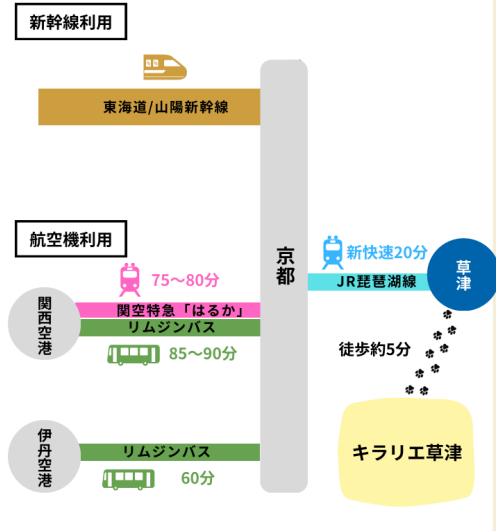 新幹線利用
東海道/山陽新幹線
航空機利用
京都
新快速20分
JR琵琶湖線
草津
75〜80分
関西空港
関空特急「はるか」
リムジンバス
85〜90分
徒歩約5分
伊丹空港
リムジンバス
60分
キラリエ草津